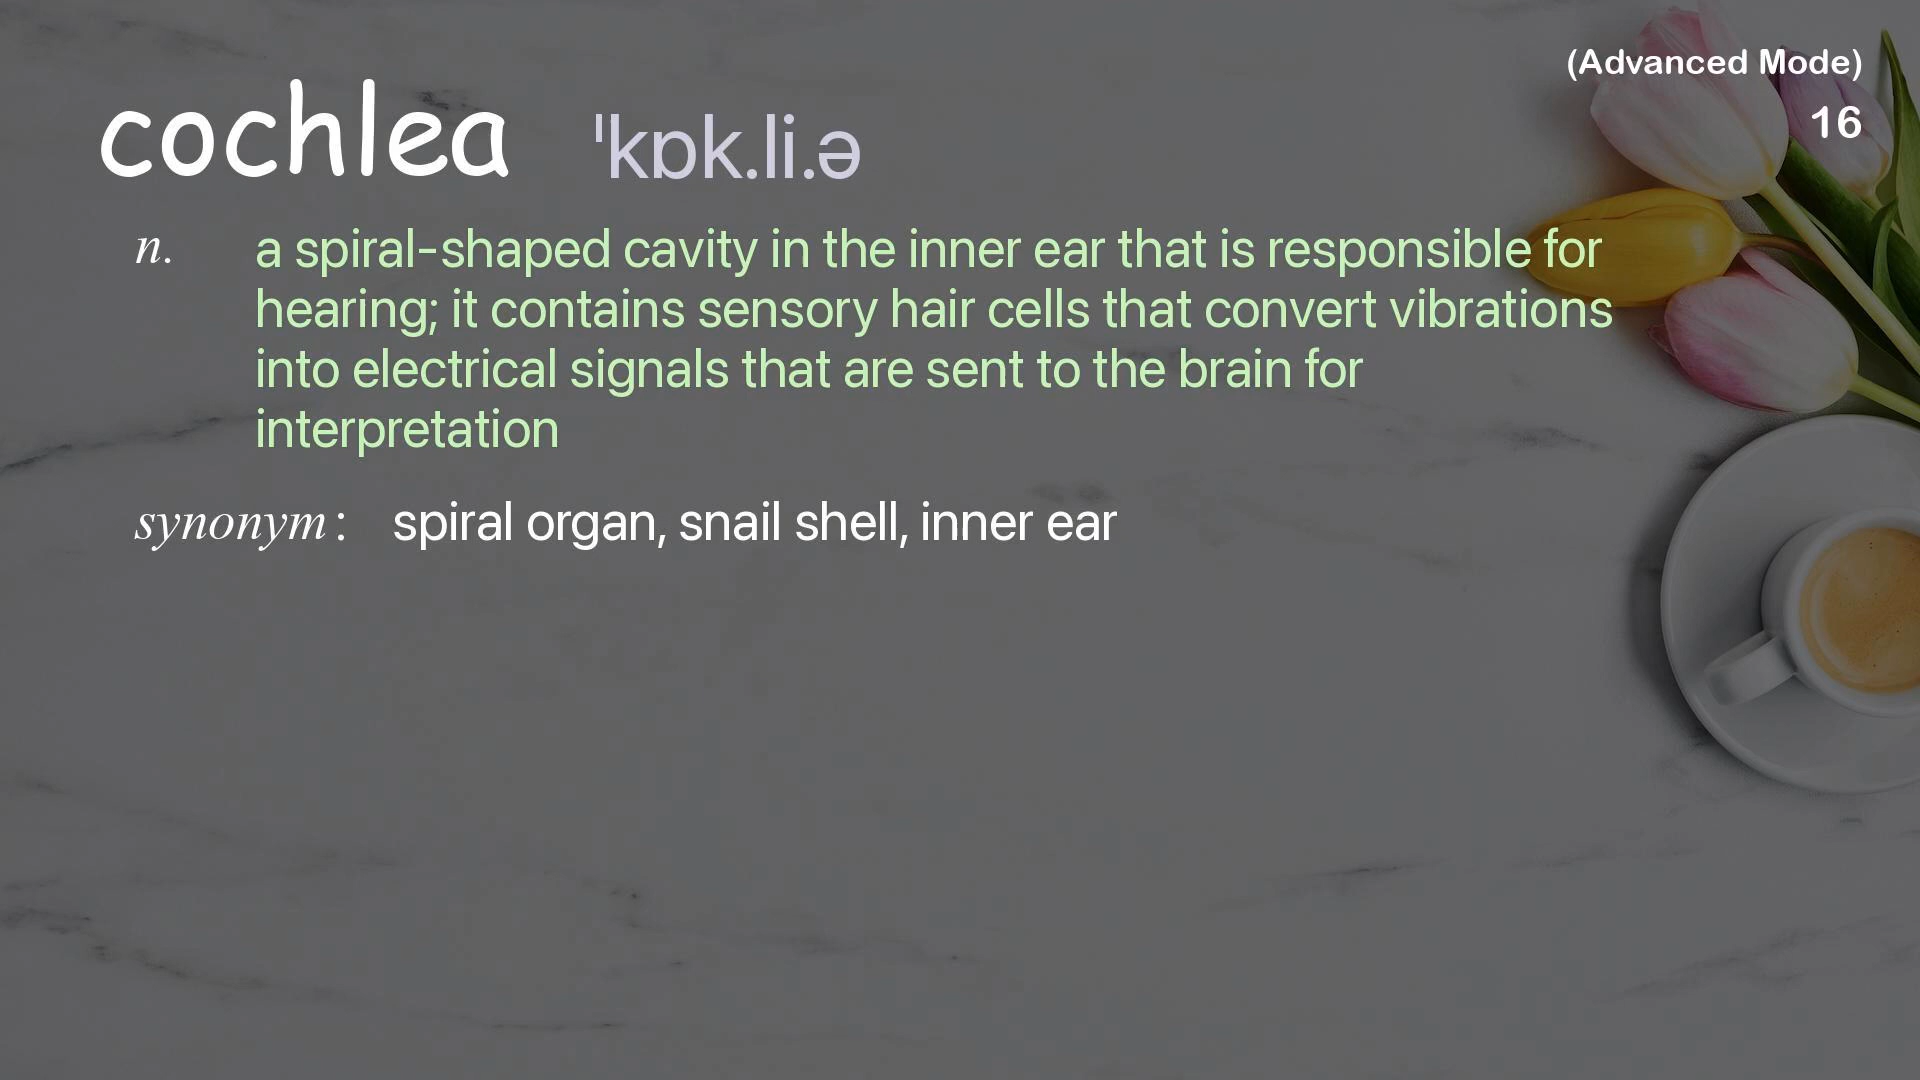 (Advanced Mode)
16
cochlea ˈkɒk.li.ə
n. a spiral-shaped cavity in the inner ear that is responsible for
hearing; it contains sensory hair cells that convert vibrations
into electrical signals that are sent to the brain for
interpretation
synonym: spiral organ, snail shell, inner ear